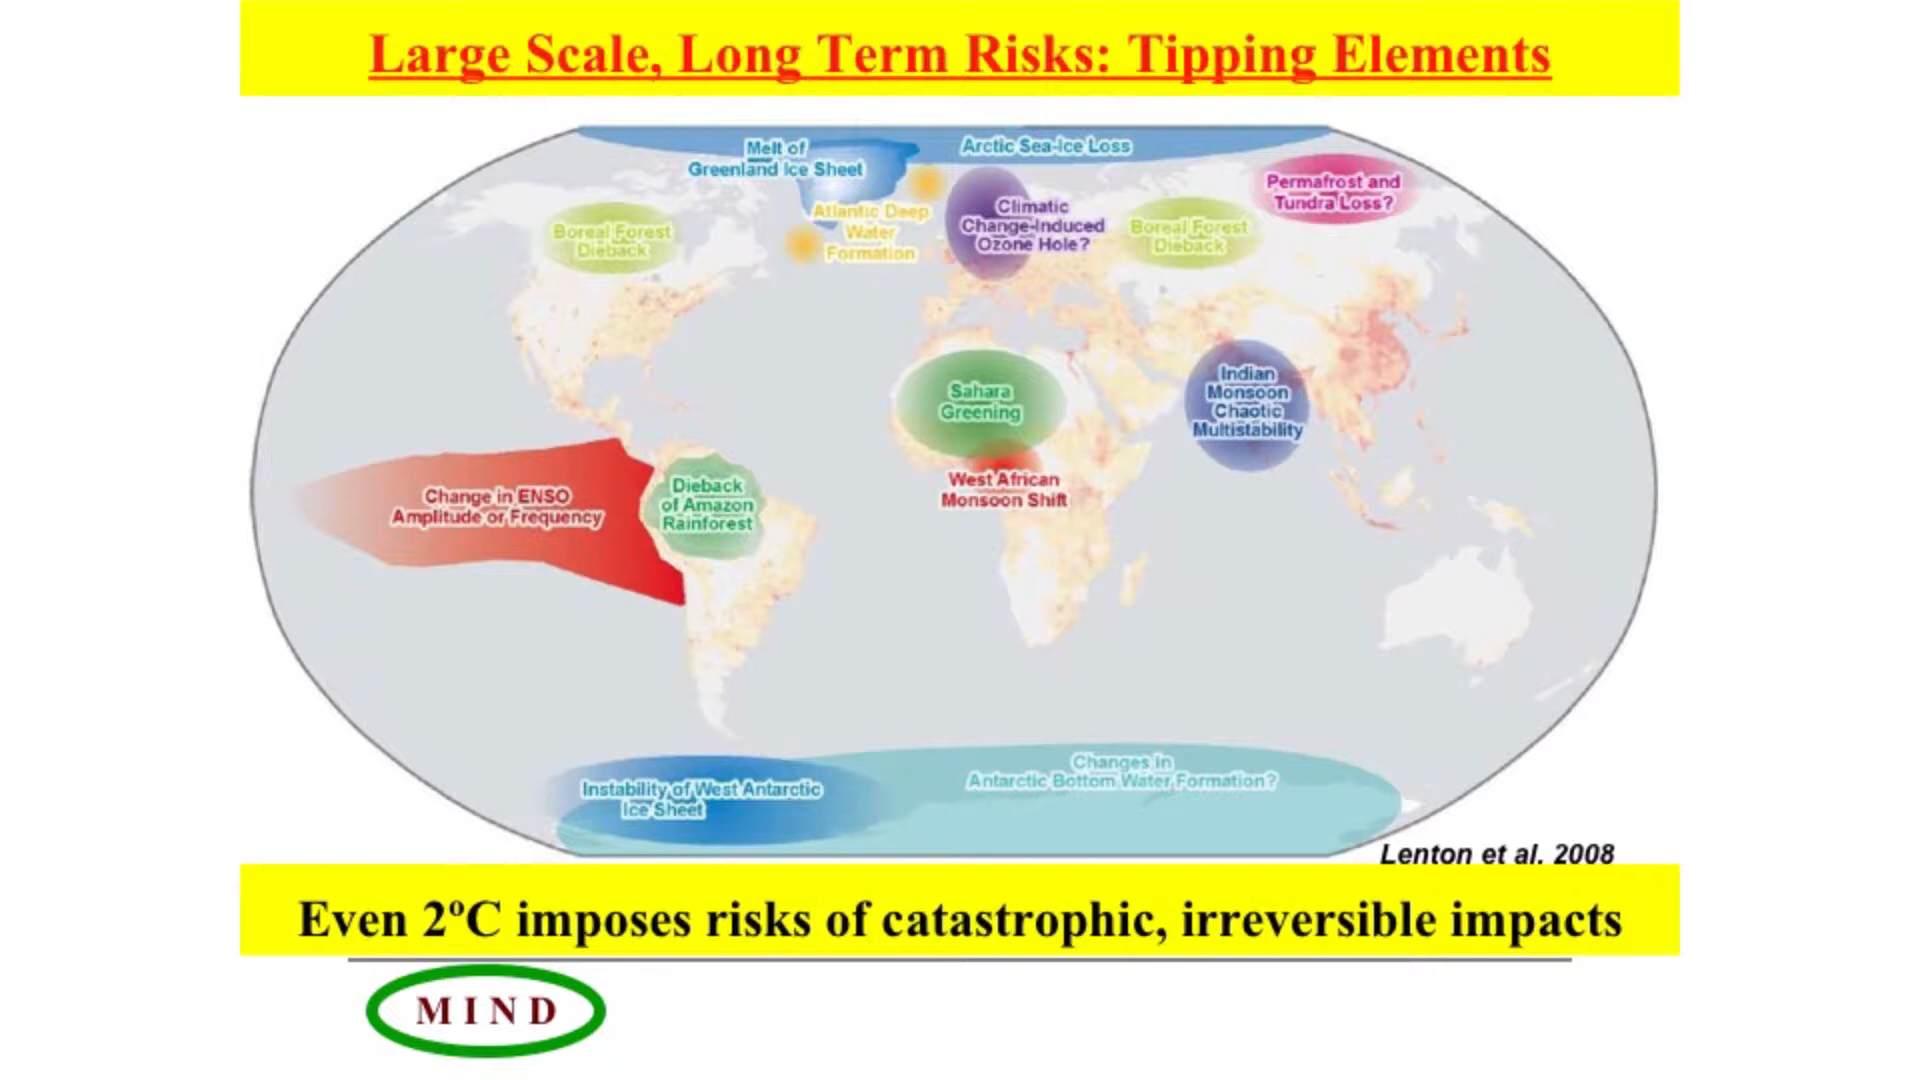 Large Scale, Long Term Risks: Tipping Elements
Melt of
Greenland Ice Sheet
Arctic Sea-Ice Loss
Permafrost and
Tundra Loss?
Atlantic Deep
Water
Formation
Climatic
Change-Induced
Ozone Hole?
Boreal Forest
Dieback
Boreal Forest
Dieback
Sahara
Greening
Indian
Monsoon
Chaotic
Multistability
West African
Monsoon Shift
Change in ENSO
Amplitude or Frequency
Dieback
of Amazon
Rainforest
Changes in
Antarctic Bottom Water Formation?
Instability of West Antarctic
Ice Sheet
Lenton et al. 2008
Even 2ºC imposes risks of catastrophic, irreversible impacts
M I N D